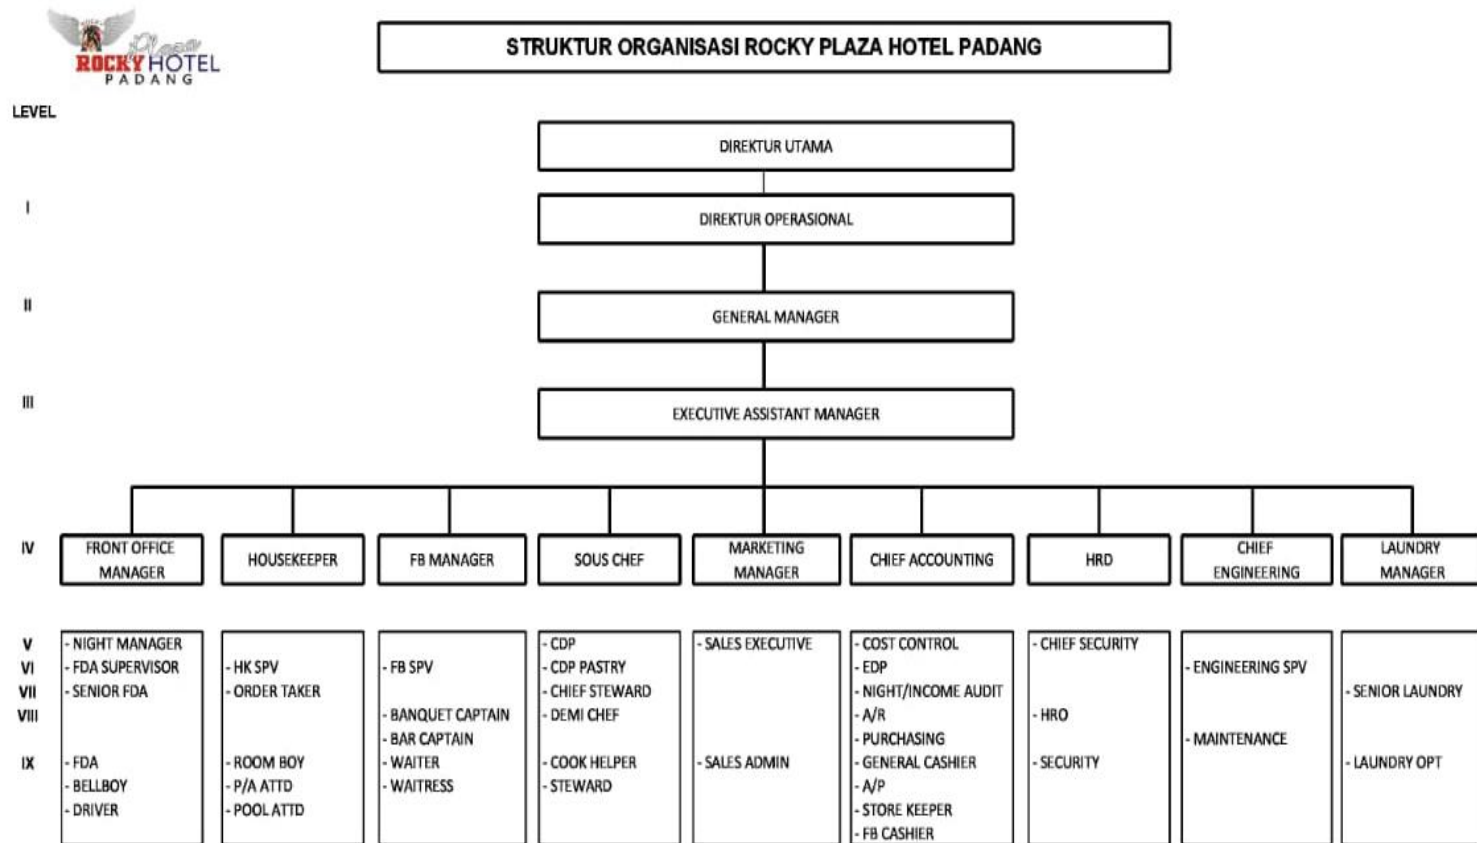 Plaza
ROCKY HOTEL
PADANG
STRUKTUR ORGANISASI ROCKY PLAZA HOTEL PADANG
LEVEL
DIREKTUR UTAMA
I
DIREKTUR OPERASIONAL
II
GENERAL MANAGER
III
EXECUTIVE ASSISTANT MANAGER
IV
FRONT OFFICE
MANAGER
HOUSEKEEPER
FB MANAGER
SOUS CHEF
MARKETING
MANAGER
CHIEF ACCOUNTING
HRD
CHIEF
ENGINEERING
LAUNDRY
MANAGER
V
VI
VII
VIII
IX
- NIGHT MANAGER
- FDA SUPERVISOR
- SENIOR FDA
- FDA
- BELLBOY
- DRIVER
- HK SPV
- ORDER TAKER
- ROOM BOY
- P/A ATTD
- POOL ATTD
- FB SPV
- BANQUET CAPTAIN
- BAR CAPTAIN
- WAITER
- WAITRESS
- CDP
- CDP PASTRY
- CHIEF STEWARD
- DEMI CHEF
- COOK HELPER
- STEWARD
- SALES EXECUTIVE
- SALES ADMIN
- COST CONTROL
- EDP
- NIGHT/INCOME AUDIT
- A/R
- PURCHASING
- GENERAL CASHIER
- A/P
- STORE KEEPER
- FB CASHIER
- CHIEF SECURITY
- HRO
- SECURITY
- ENGINEERING SPV
- MAINTENANCE
- SENIOR LAUNDRY
- LAUNDRY OPT